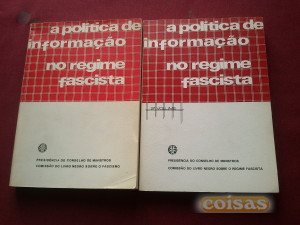 a política de
informação
no regime
fascista
PRESIDÊNCIA DO CONSELHO DE MINISTROS
COMISSÃO DO LIVRO NEGRO SOBRE O FASCISMO
a política de
informação
no regime
fascista
PRESIDÊNCIA DO CONSELHO DE MINISTROS
COMISSÃO DO LIVRO NEGRO SOBRE O REGIME FASCISTA
coisas